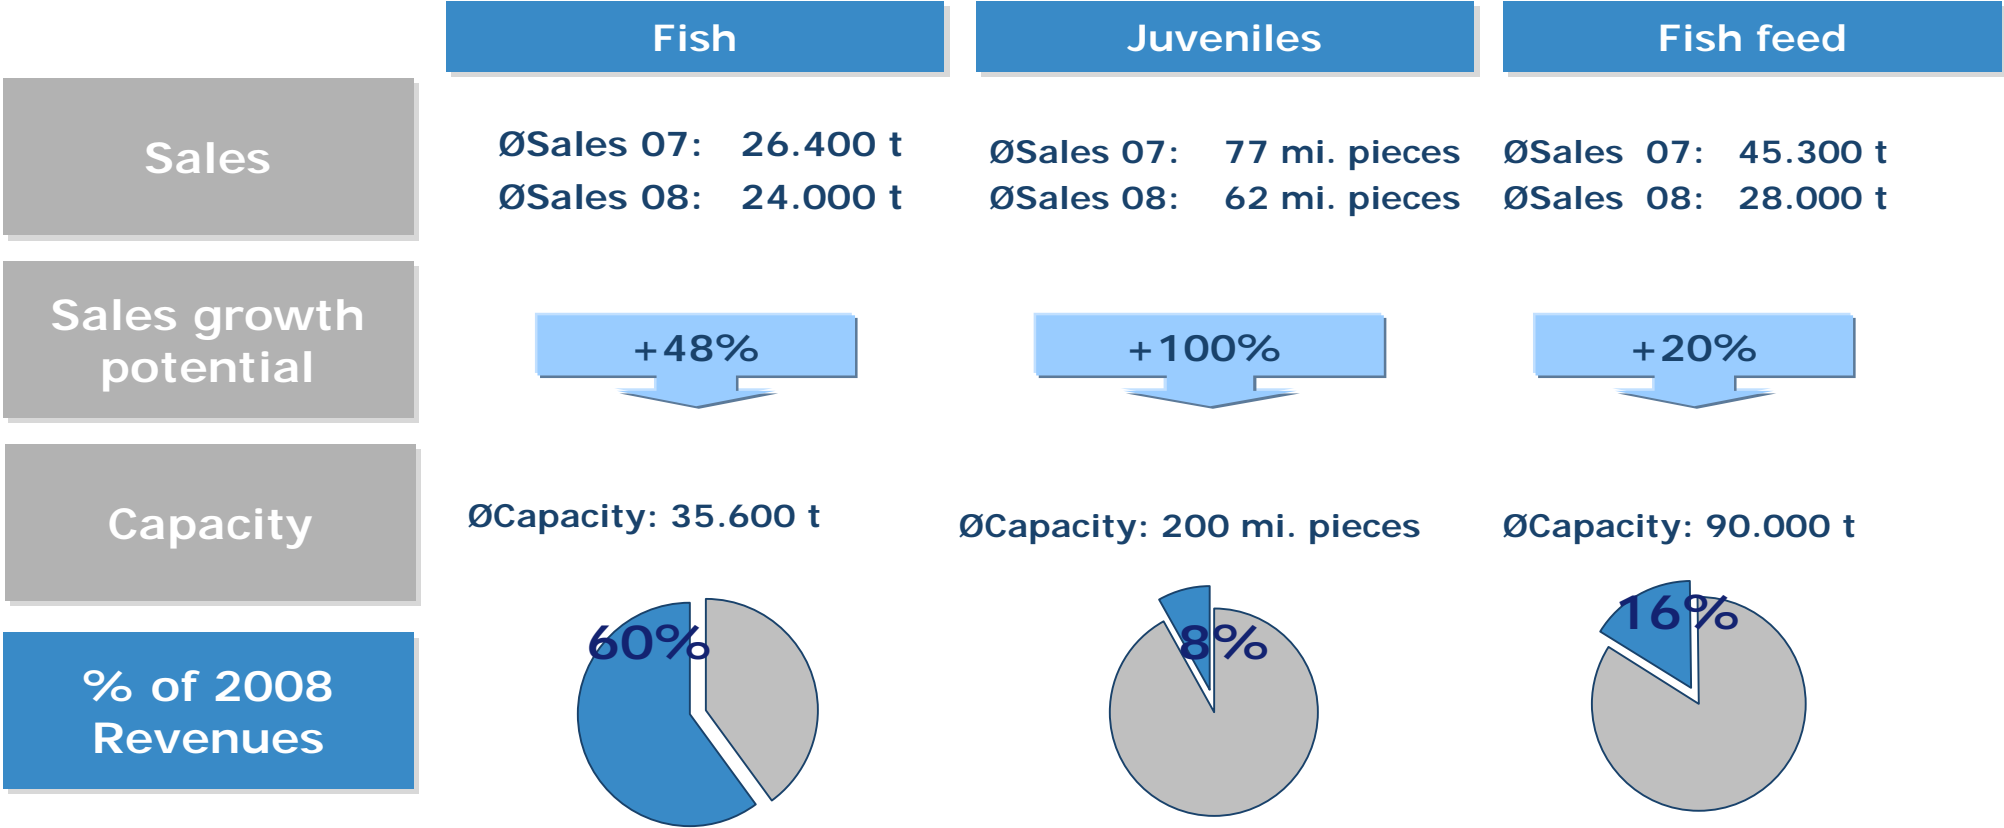 Fish
Juveniles
Fish feed
Sales
ØSales 07: 26.400 t
ØSales 08: 24.000 t
ØSales 07: 77 mi. pieces
ØSales 08: 62 mi. pieces
ØSales 07: 45.300 t
ØSales 08: 28.000 t
Sales growth
potential
+48%
+100%
+20%
Capacity
ØCapacity: 35.600 t
ØCapacity: 200 mi. pieces
ØCapacity: 90.000 t
% of 2008
Revenues
60%
8%
16%